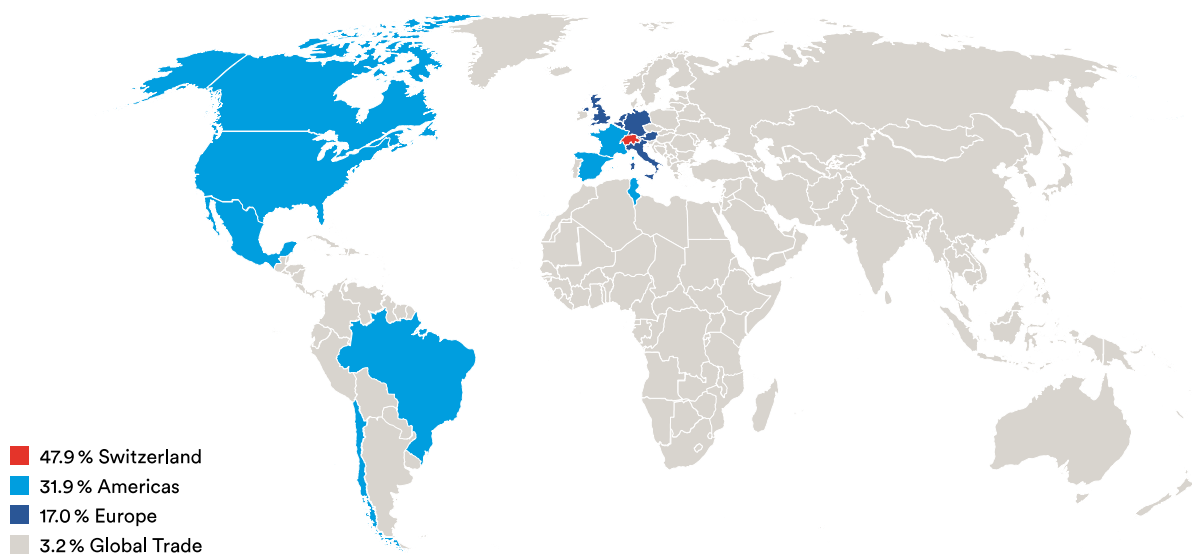 47.9 % Switzerland
31.9 % Americas
17.0 % Europe
3.2 % Global Trade